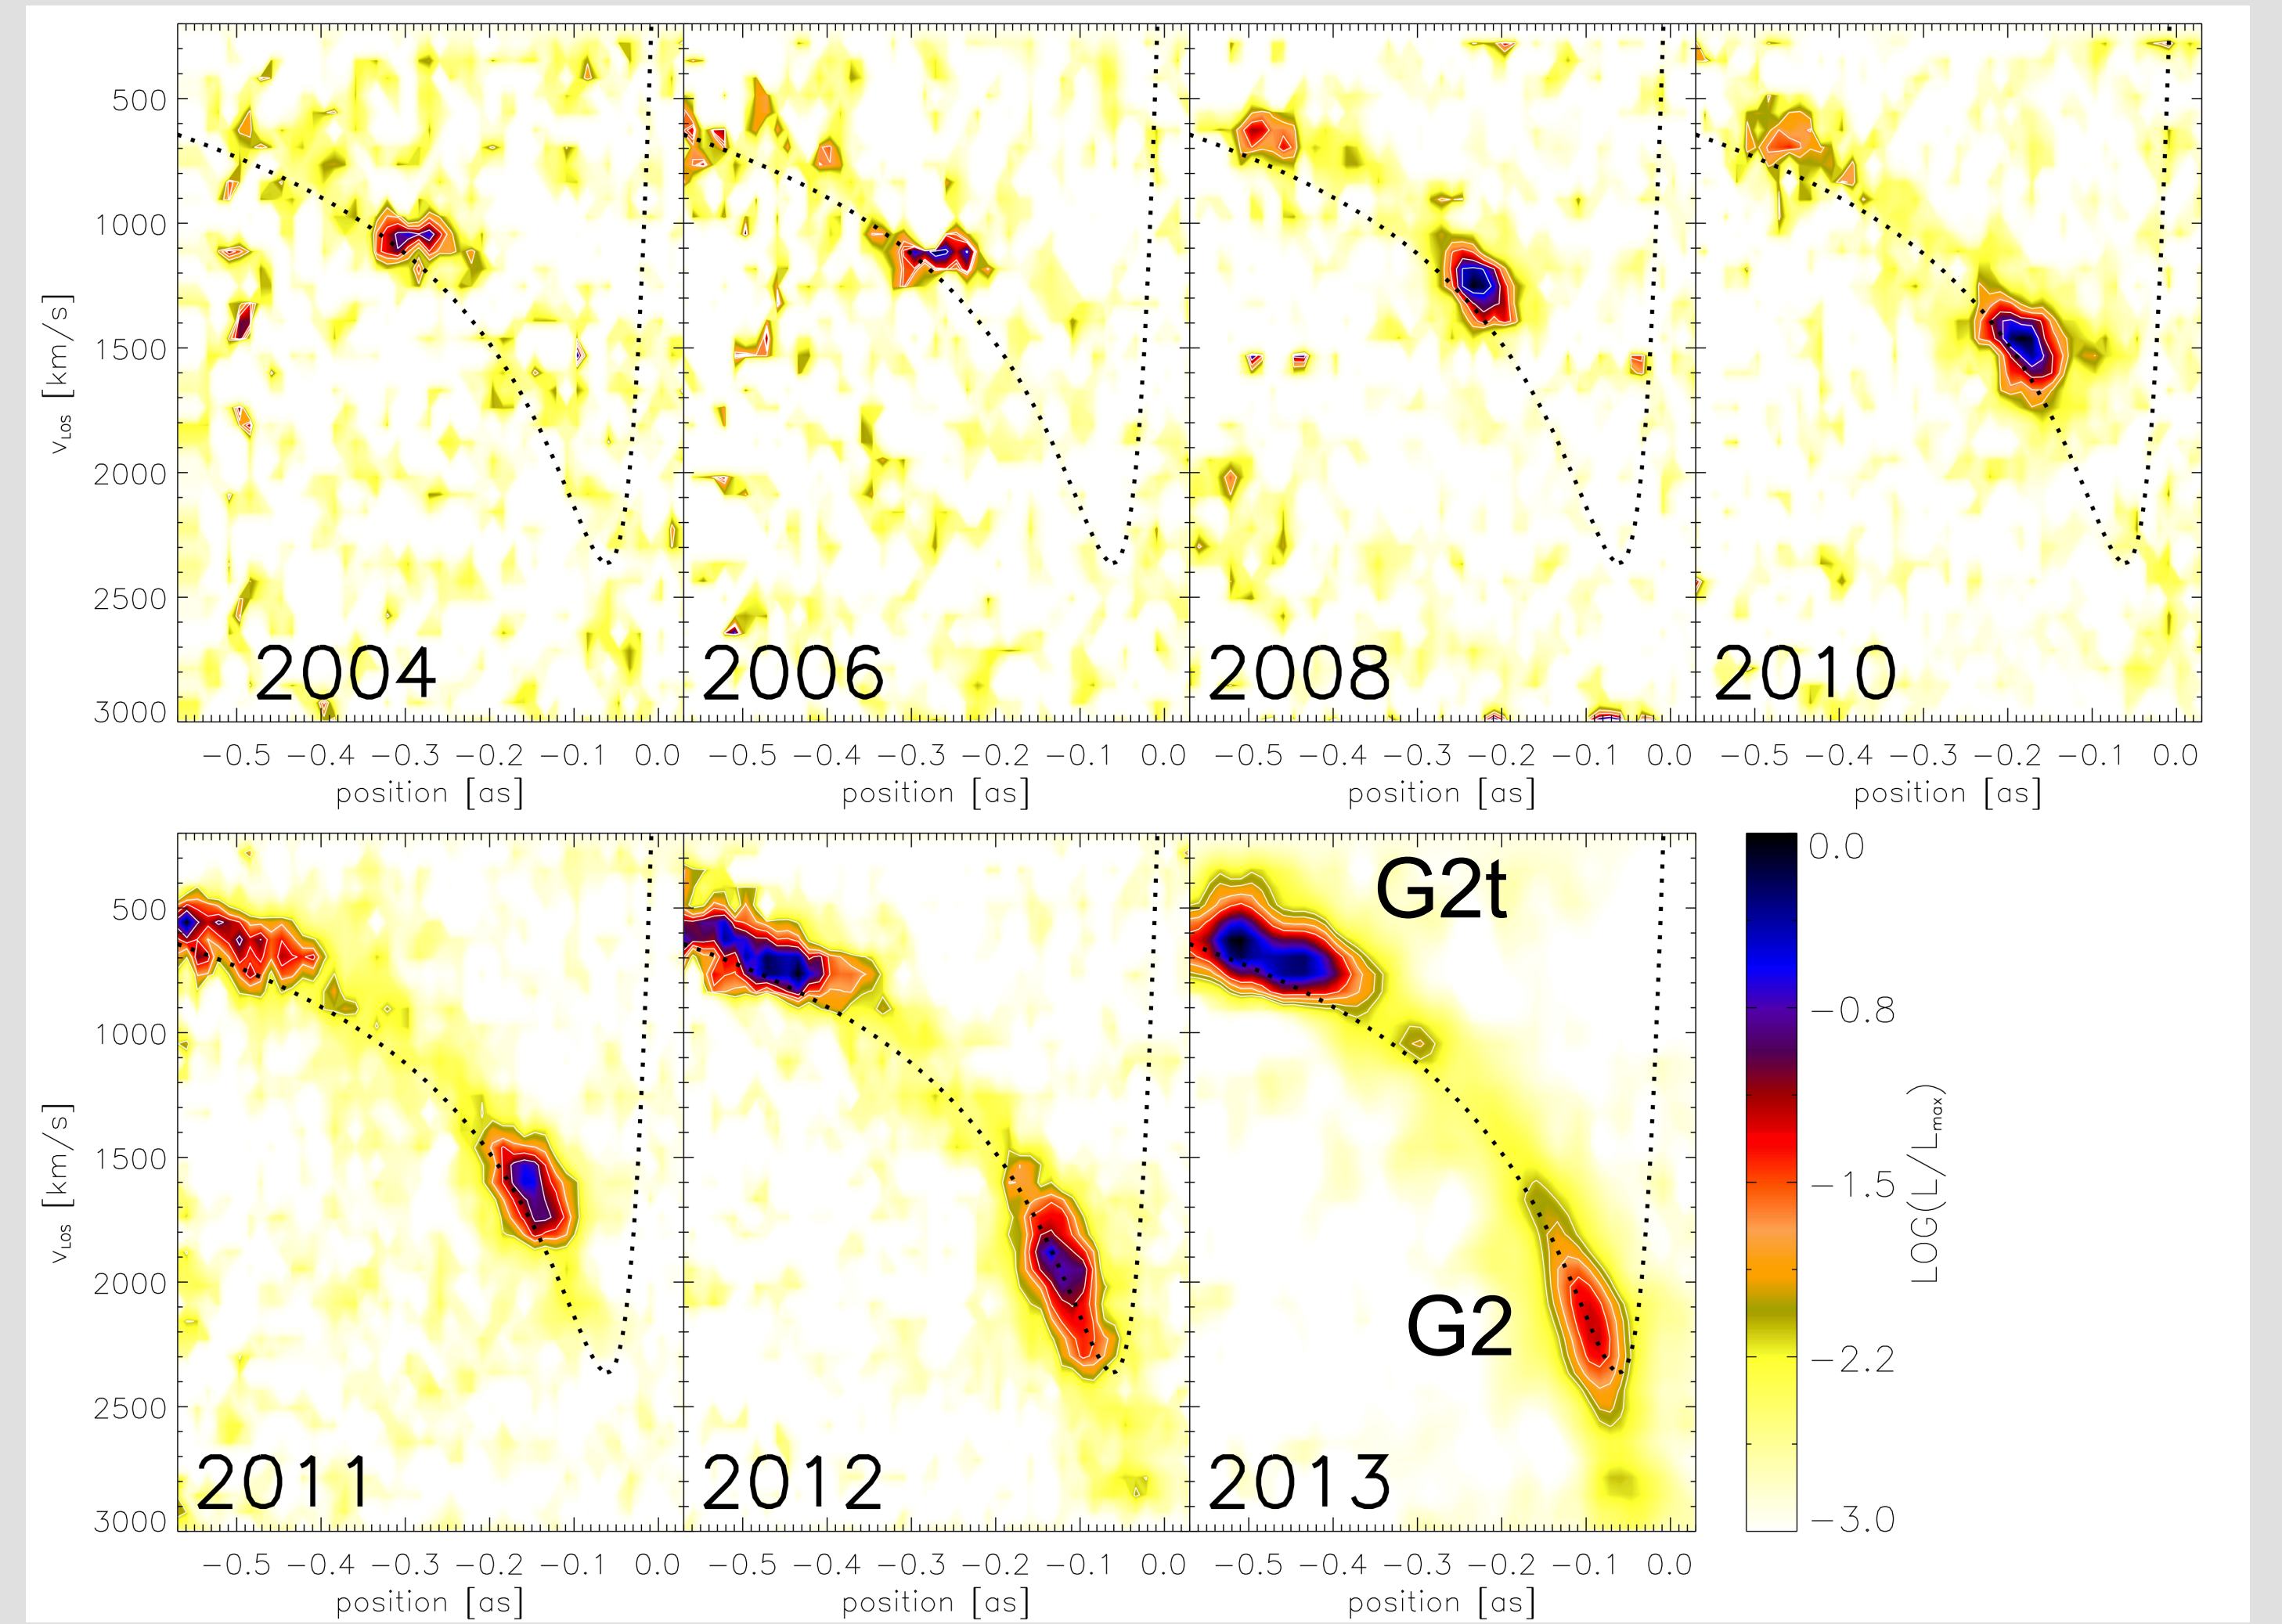 500
1000
1500
2000
2500
3000
vLOS [km/s]
2004
2006
2008
2010
−0.5 −0.4 −0.3 −0.2 −0.1 0.0
−0.5 −0.4 −0.3 −0.2 −0.1 0.0
−0.5 −0.4 −0.3 −0.2 −0.1 0.0
−0.5 −0.4 −0.3 −0.2 −0.1 0.0
position [as]
position [as]
position [as]
position [as]
500
1000
1500
2000
2500
3000
vLOS [km/s]
2011
2012
G2t
G2
2013
−0.5 −0.4 −0.3 −0.2 −0.1 0.0
−0.5 −0.4 −0.3 −0.2 −0.1 0.0
−0.5 −0.4 −0.3 −0.2 −0.1 0.0
position [as]
position [as]
position [as]
0.0
−0.8
−1.5
−2.2
−3.0
LOG(L/Lmax)